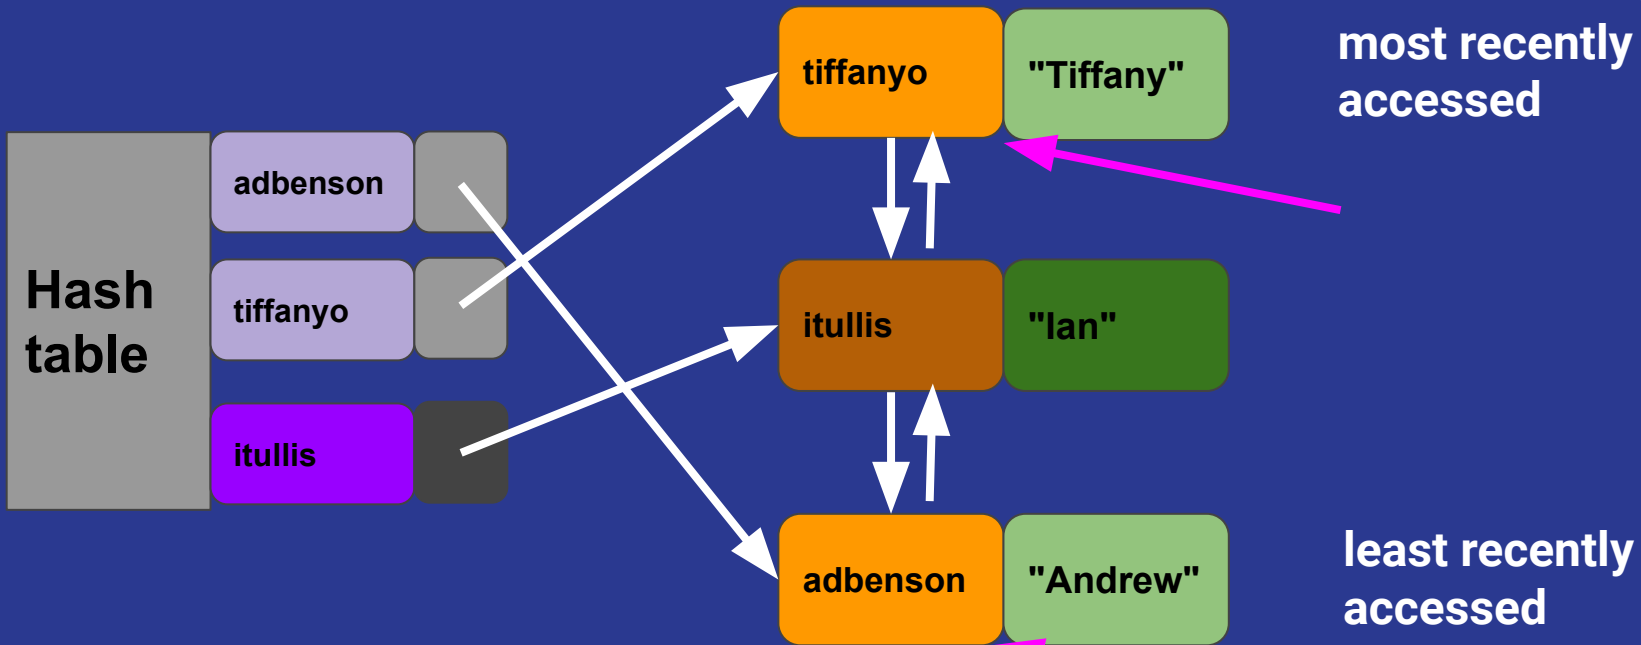 Hash
table
adbenson
tiffanyo
itullis
tiffanyo
"Tiffany"
itullis
"Ian"
adbenson
"Andrew"
most recently
accessed
least recently
accessed